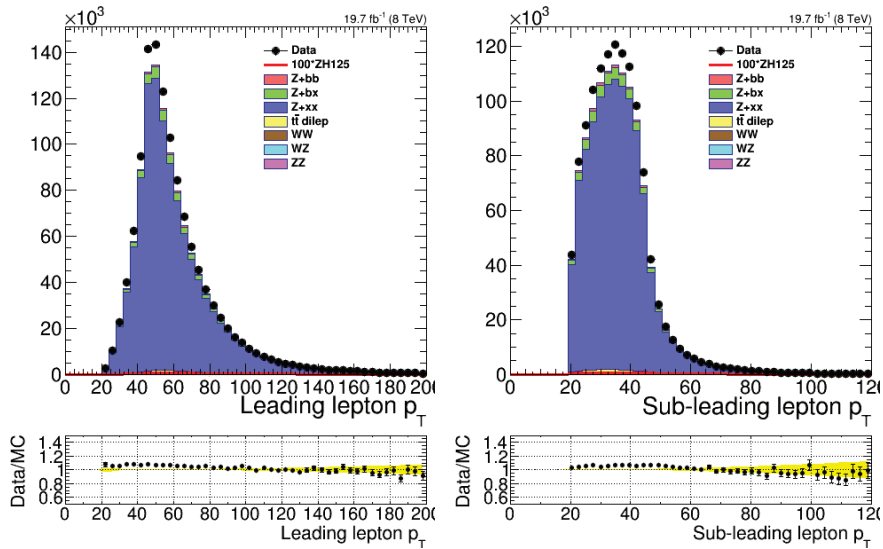 ×10³
19.7 fb⁻¹ (8 TeV)
140
120
100
80
60
40
20
0
Data
100*ZH125
Z+bb
Z+bx
Z+xx
tt̄ dilep
WW
WZ
ZZ
0 20 40 60 80 100 120 140 160 180 200
Leading lepton p_T
Data/MC
1.4
1.2
1
0.8
0.6
0 20 40 60 80 100 120 140 160 180 200
Leading lepton p_T
×10³
19.7 fb⁻¹ (8 TeV)
120
100
80
60
40
20
0
Data
100*ZH125
Z+bb
Z+bx
Z+xx
tt̄ dilep
WW
WZ
ZZ
0 20 40 60 80 100 120
Sub-leading lepton p_T
Data/MC
1.4
1.2
1
0.8
0.6
0 20 40 60 80 100 120
Sub-leading lepton p_T